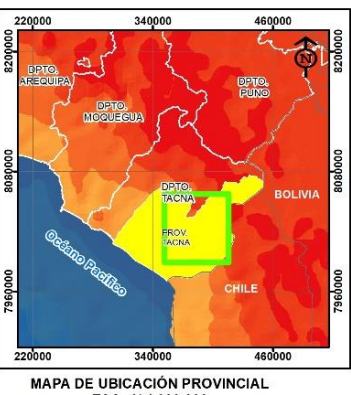 220000 340000 460000
8200000
8200000
N
DPTO.
AREQUIPA
DPTO.
PUNO
DPTO.
MOQUEGUA
8080000
8080000
DPTO.
TACNA
BOLIVIA
PROV.
TACNA
Océano Pacífico
CHILE
7960000
7960000
220000 340000 460000
MAPA DE UBICACIÓN PROVINCIAL